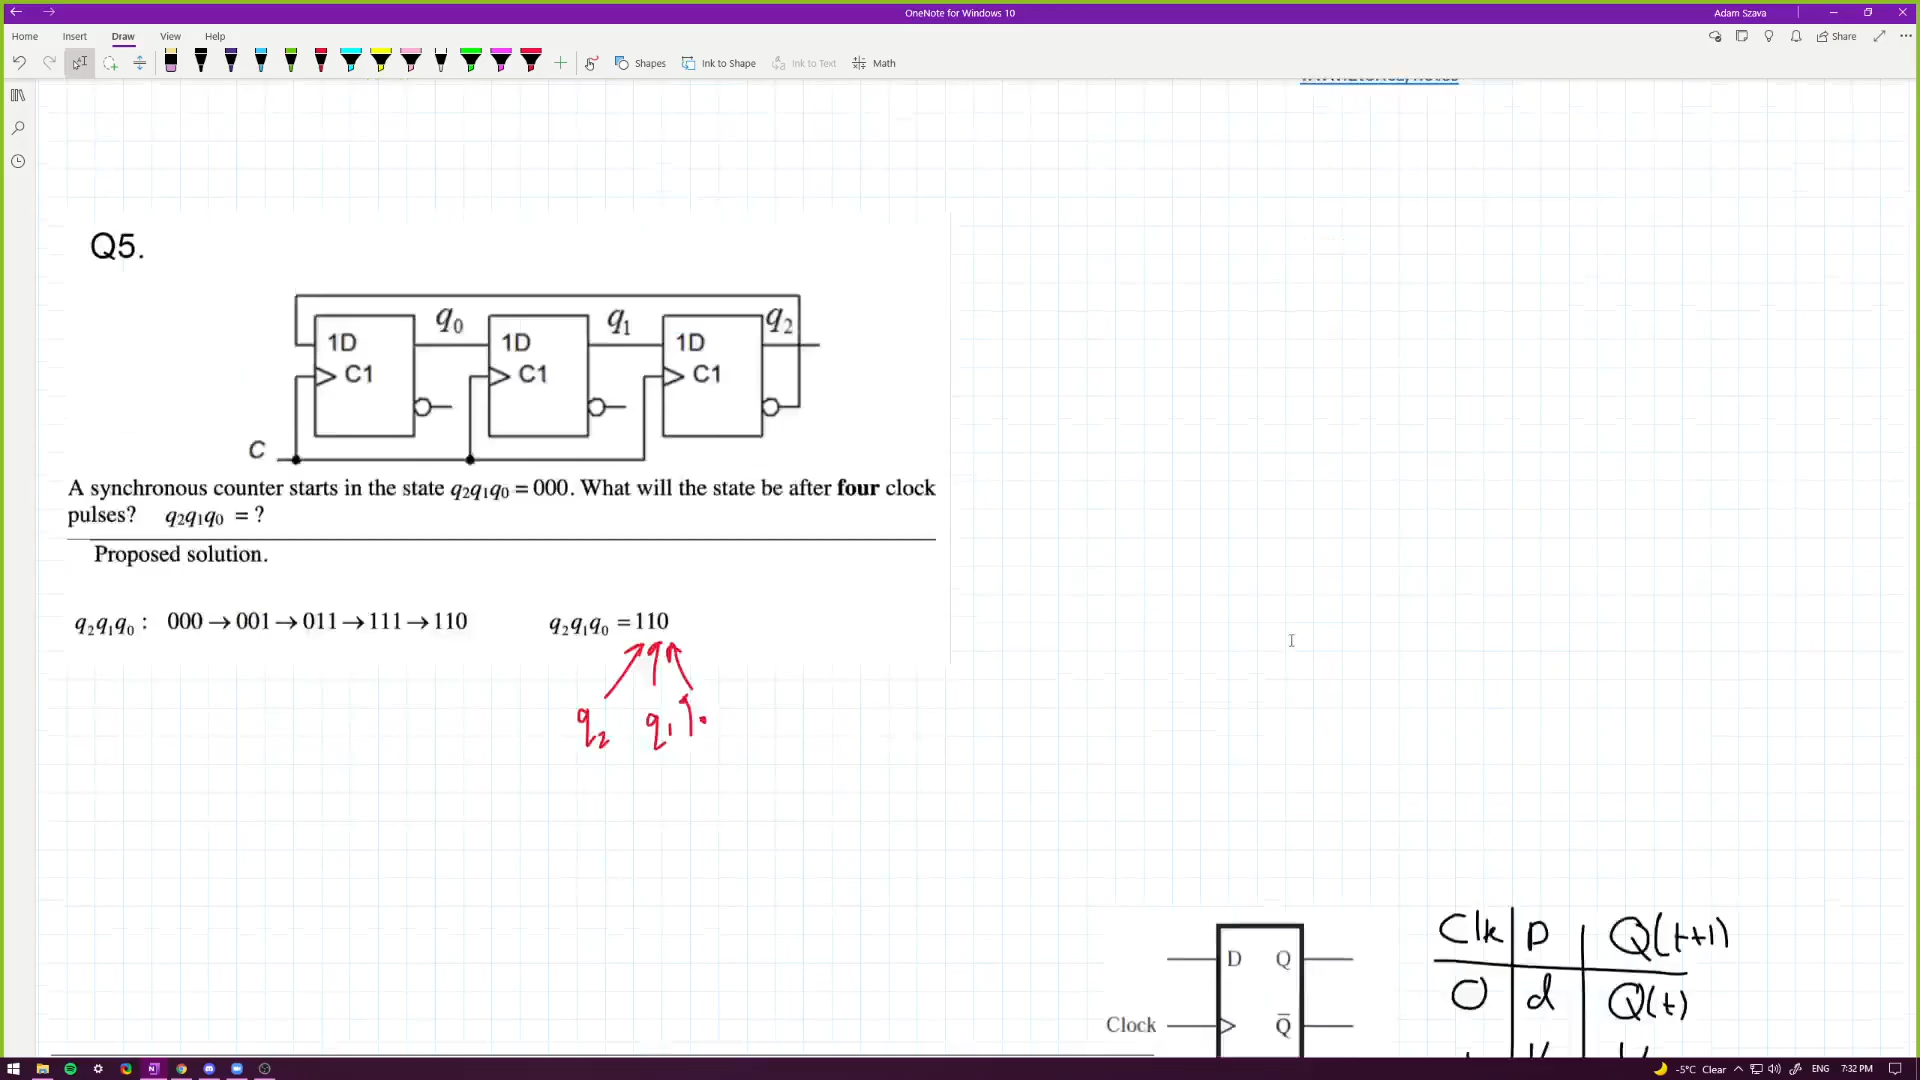 OneNote for Windows 10
Adam Szava
Home Insert Draw View Help
Share
Shapes Ink to Shape Ink to Text Math
Q5.
q0 q1 q2
1D 1D 1D
C1 C1 C1
C
A synchronous counter starts in the state q2q1q0 = 000. What will the state be after four clock
pulses? q2q1q0 = ?
Proposed solution.
q2q1q0 : 000 → 001 → 011 → 111 → 110 q2q1q0 = 110
q2 q1 q0
Clk D Q(t+1)
D Q
0 d Q(t)
Clock Q̅
-5°C Clear ENG 7:32 PM